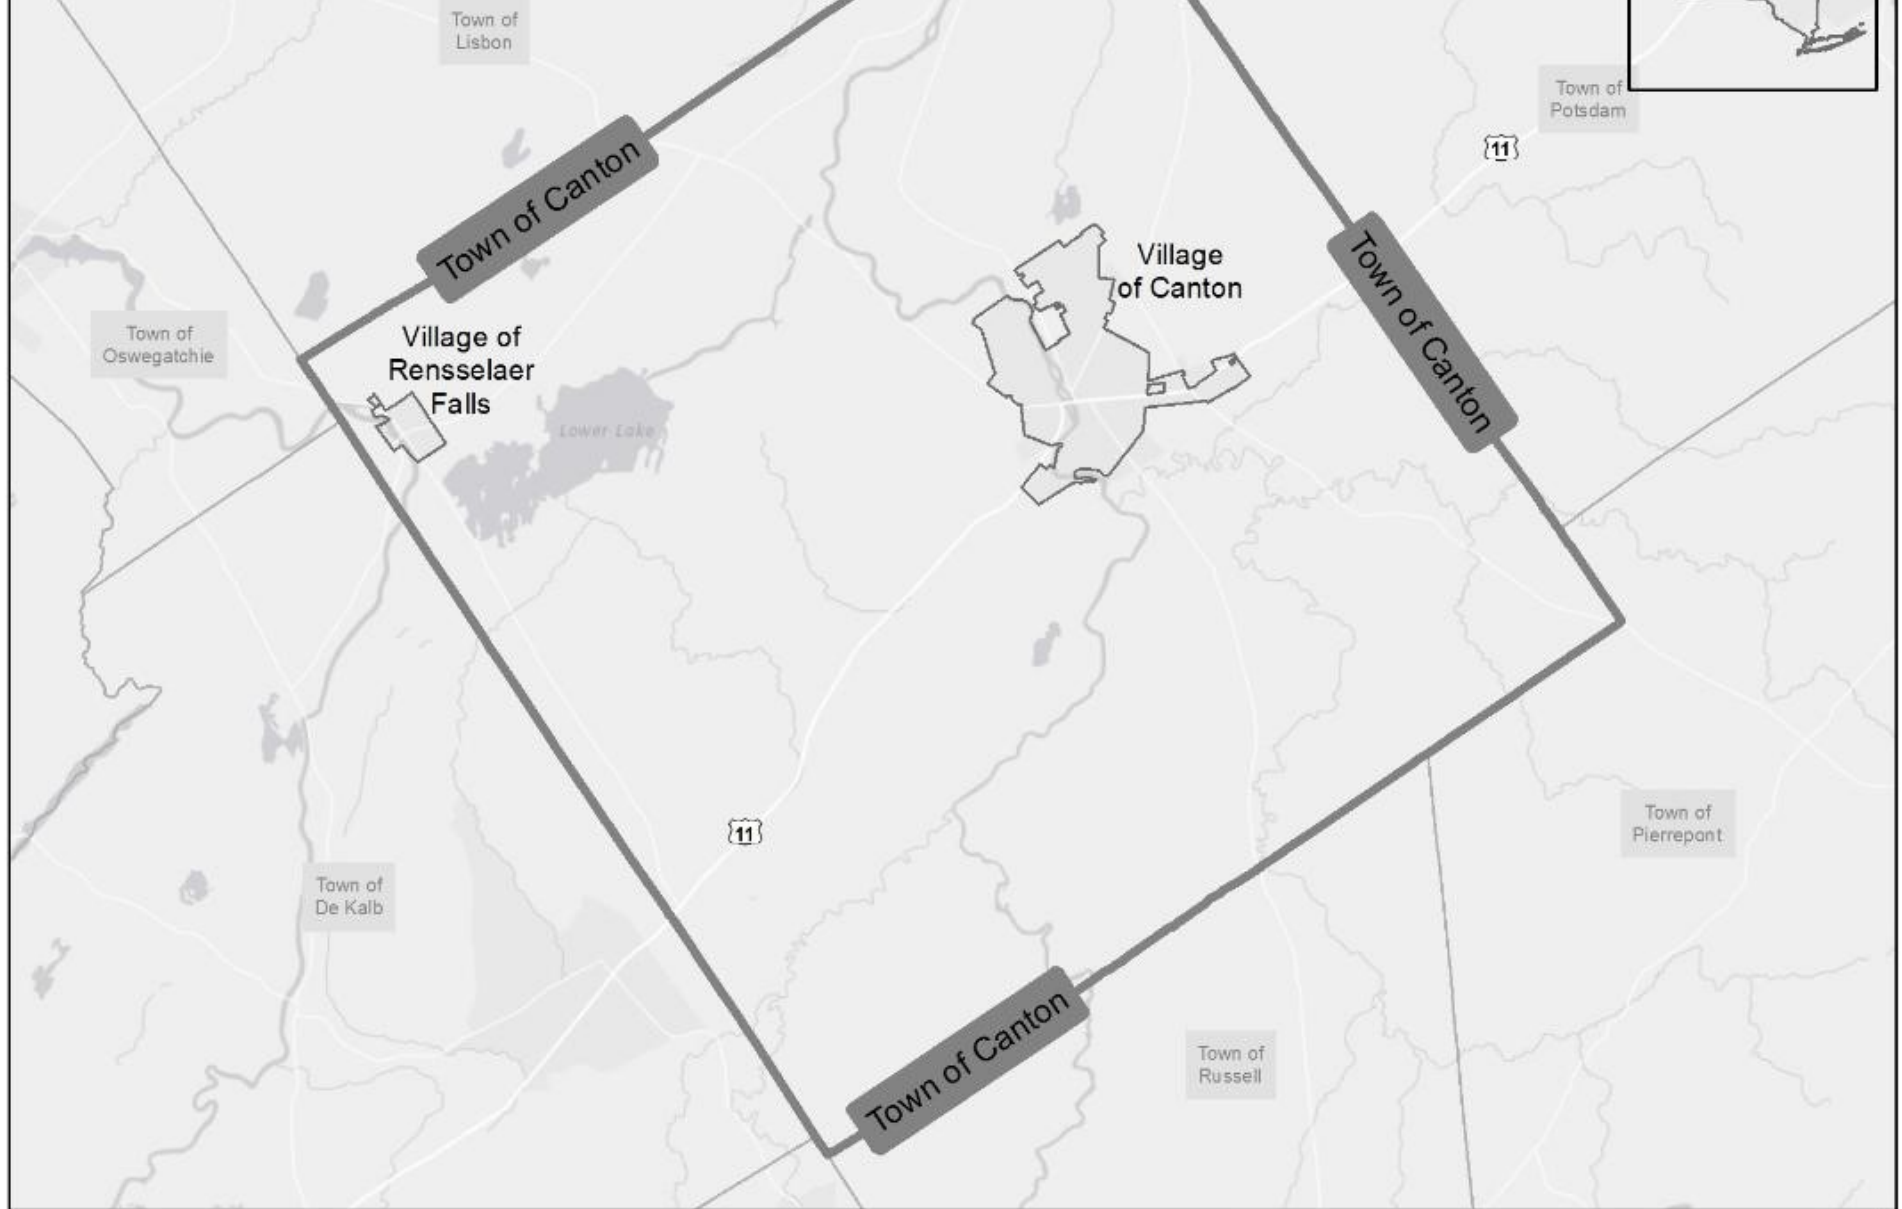 Town of
Lisbon
Town of
Potsdam
11
Town of Canton
Village
of Canton
Town of Canton
Town of
Oswegatchie
Village of
Rensselaer
Falls
Lower Lake
11
Town of
Pierrepont
Town of
De Kalb
Town of Canton
Town of
Russell